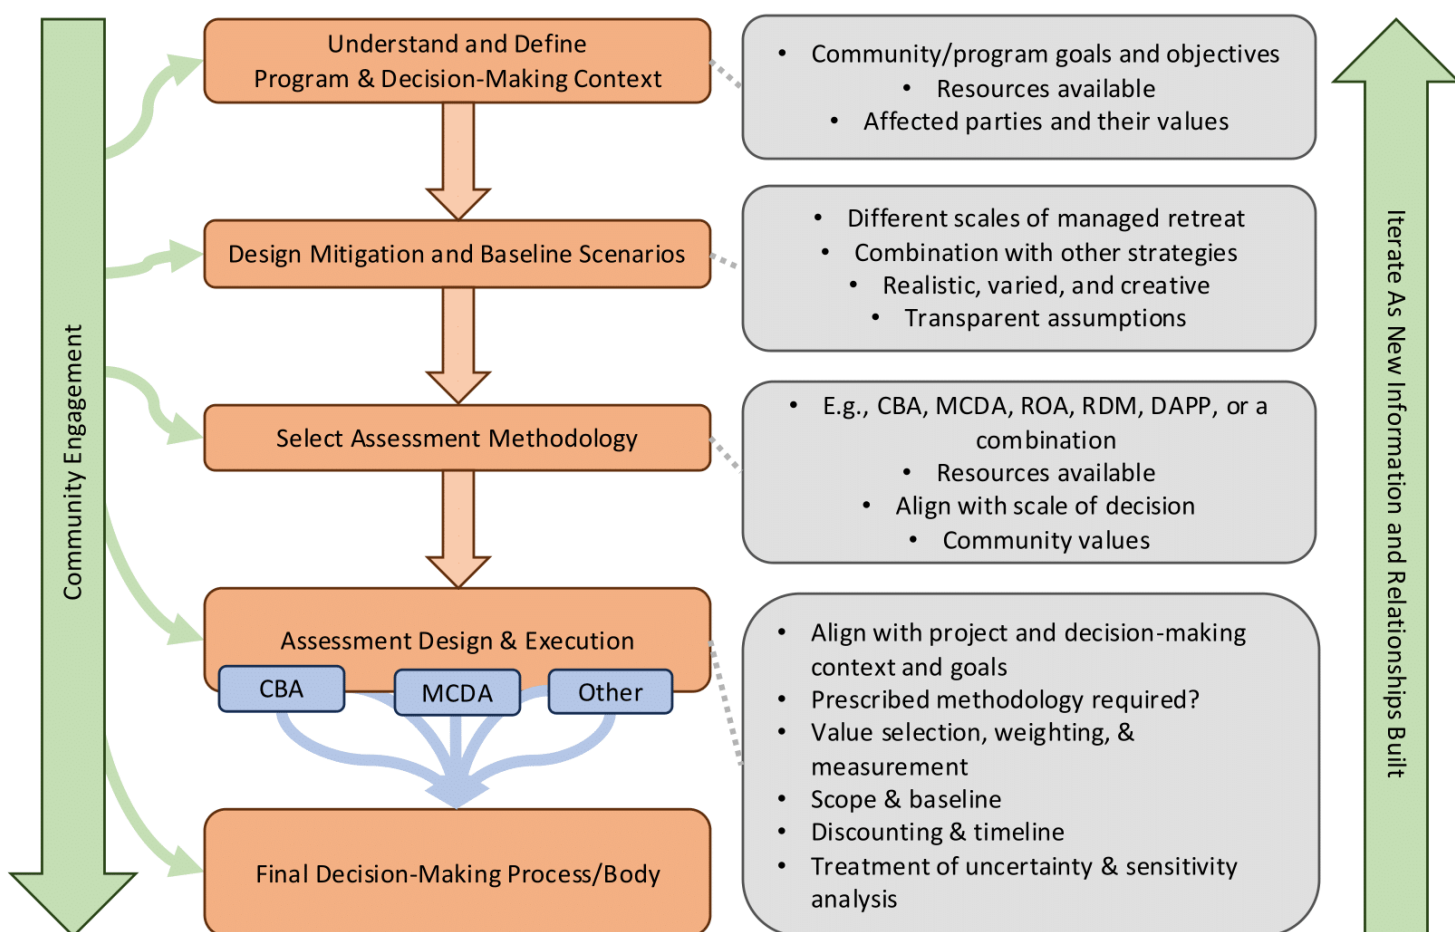 Community Engagement
Understand and Define
Program & Decision-Making Context
• Community/program goals and objectives
• Resources available
• Affected parties and their values
Design Mitigation and Baseline Scenarios
• Different scales of managed retreat
• Combination with other strategies
• Realistic, varied, and creative
• Transparent assumptions
Select Assessment Methodology
• E.g., CBA, MCDA, ROA, RDM, DAPP, or a
combination
• Resources available
• Align with scale of decision
• Community values
Assessment Design & Execution
CBA
MCDA
Other
• Align with project and decision-making
context and goals
• Prescribed methodology required?
• Value selection, weighting, &
measurement
• Scope & baseline
• Discounting & timeline
• Treatment of uncertainty & sensitivity
analysis
Final Decision-Making Process/Body
Iterate As New Information and Relationships Built